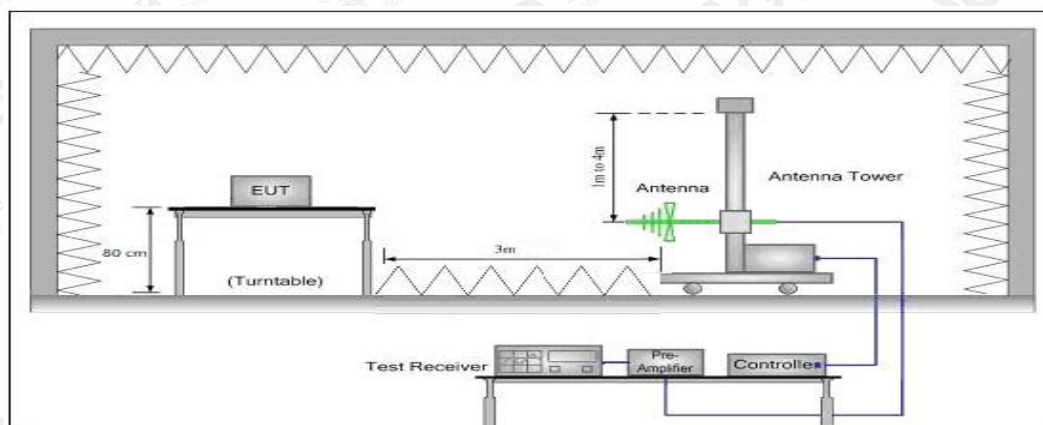 1m to 4m
EUT
Antenna
Antenna Tower
80 cm
3m
(Turntable)
Test Receiver
Pre-
Amplifier
Controller